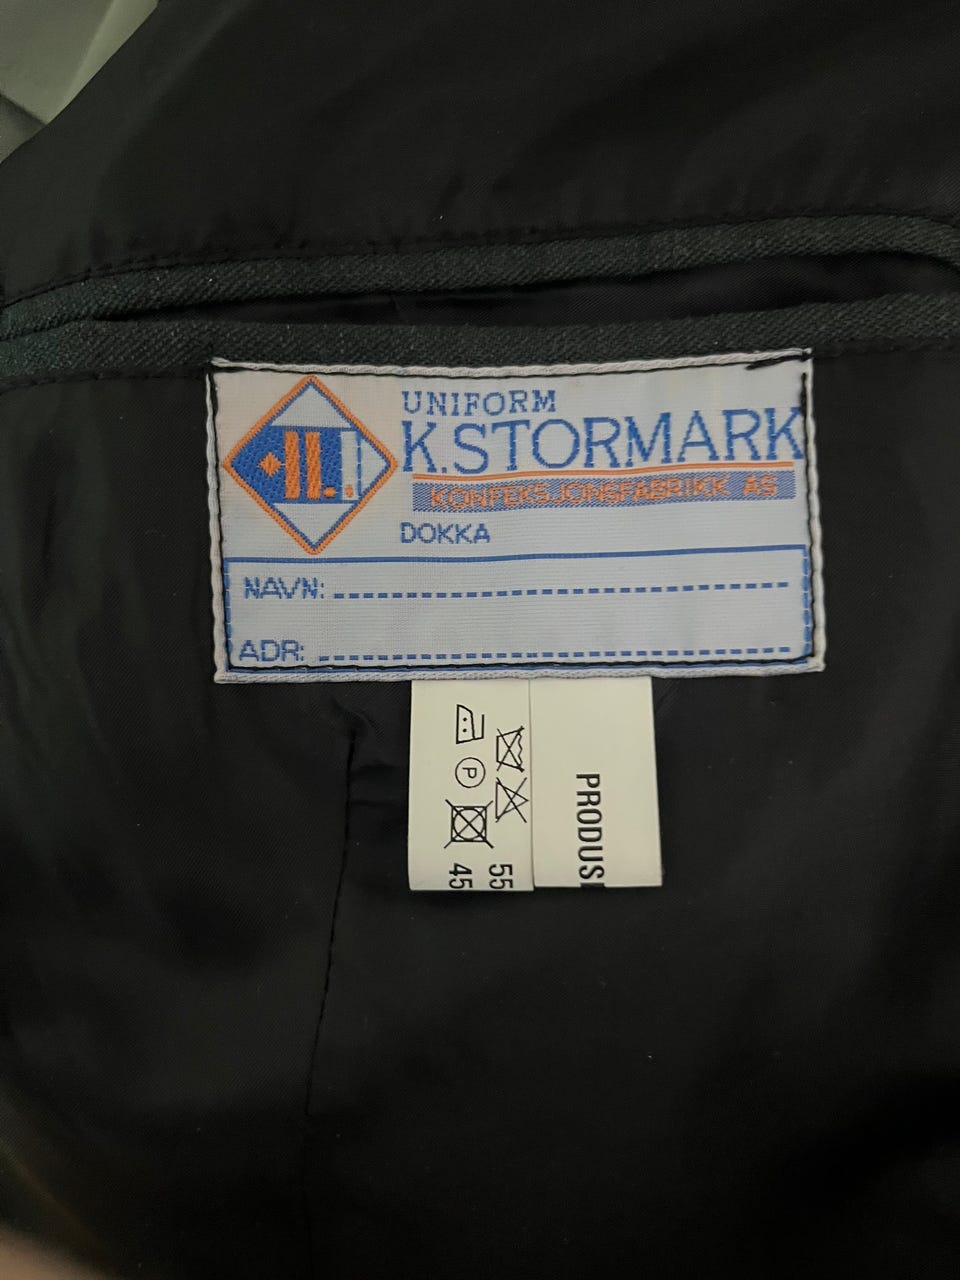 UNIFORM
K.STORMARK
KONFEKSJONSFABRIKK AS
DOKKA
NAVN:
ADR:
P
55
45
PRODUS